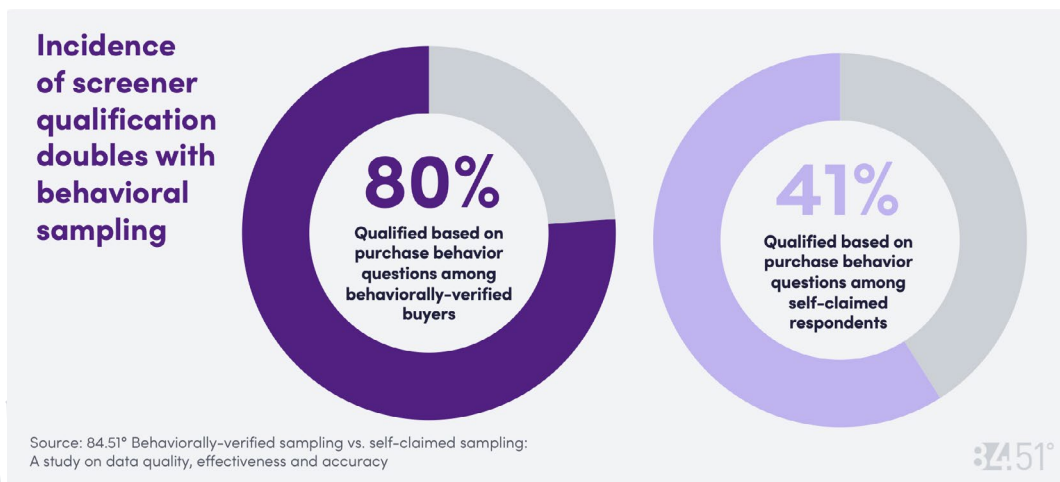 Incidence
of screener
qualification
doubles with
behavioral
sampling
80%
Qualified based on
purchase behavior
questions among
behaviorally-verified
buyers
41%
Qualified based on
purchase behavior
questions among
self-claimed
respondents
Source: 84.51° Behaviorally-verified sampling vs. self-claimed sampling:
A study on data quality, effectiveness and accuracy
84.51°